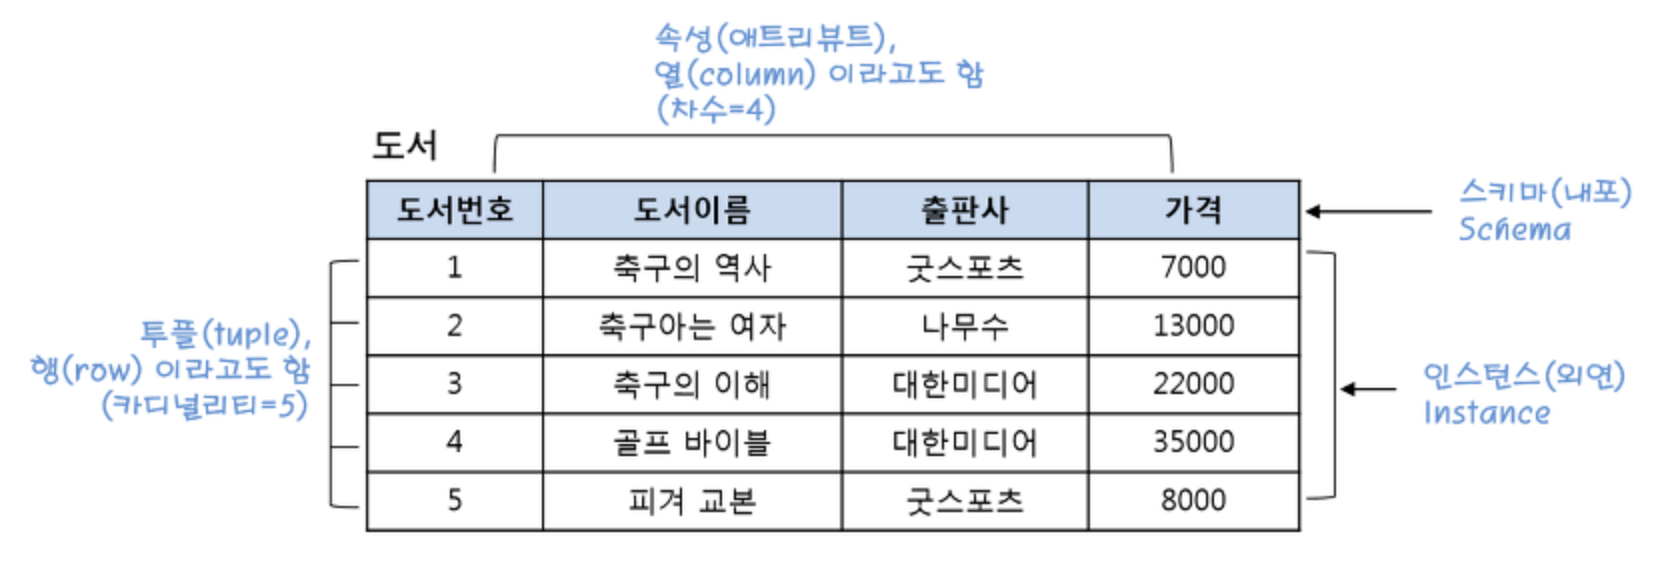 속성(애트리뷰트),
열(column) 이라고도 함
(차수=4)
도서
도서번호 도서이름 출판사 가격
스키마(내포)
Schema
1 축구의 역사 굿스포츠 7000
2 축구아는 여자 나무수 13000
3 축구의 이해 대한미디어 22000
4 골프 바이블 대한미디어 35000
5 피겨 교본 굿스포츠 8000
투플(tuple),
행(row) 이라고도 함
(카디널리티=5)
인스턴스(외연)
Instance